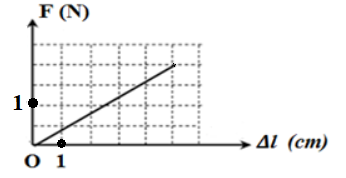 F (N)
1
Δl (cm)
O 1